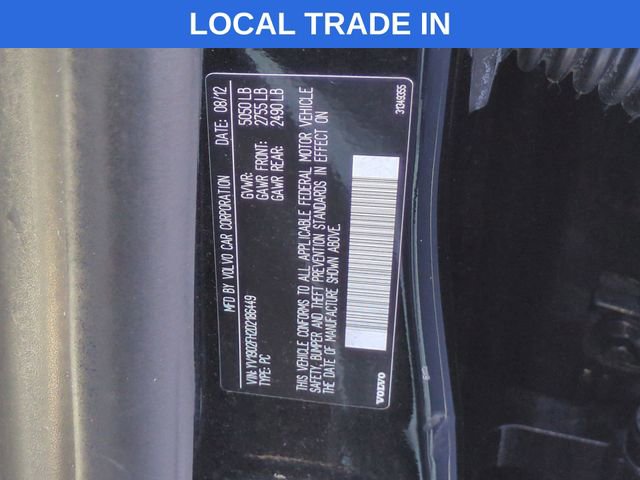 LOCAL TRADE IN
MFD BY VOLVO CAR CORPORATION DATE: 08/12
GVWR: 5050 LB
GAWR FRONT: 2755 LB
GAWR REAR: 2490 LB
VIN: YV1902FH2D2186449
TYPE: PC
THIS VEHICLE CONFORMS TO ALL APPLICABLE FEDERAL MOTOR VEHICLE
SAFETY, BUMPER AND THEFT PREVENTION STANDARDS IN EFFECT ON
THE DATE OF MANUFACTURE SHOWN ABOVE.
VOLVO 31349355